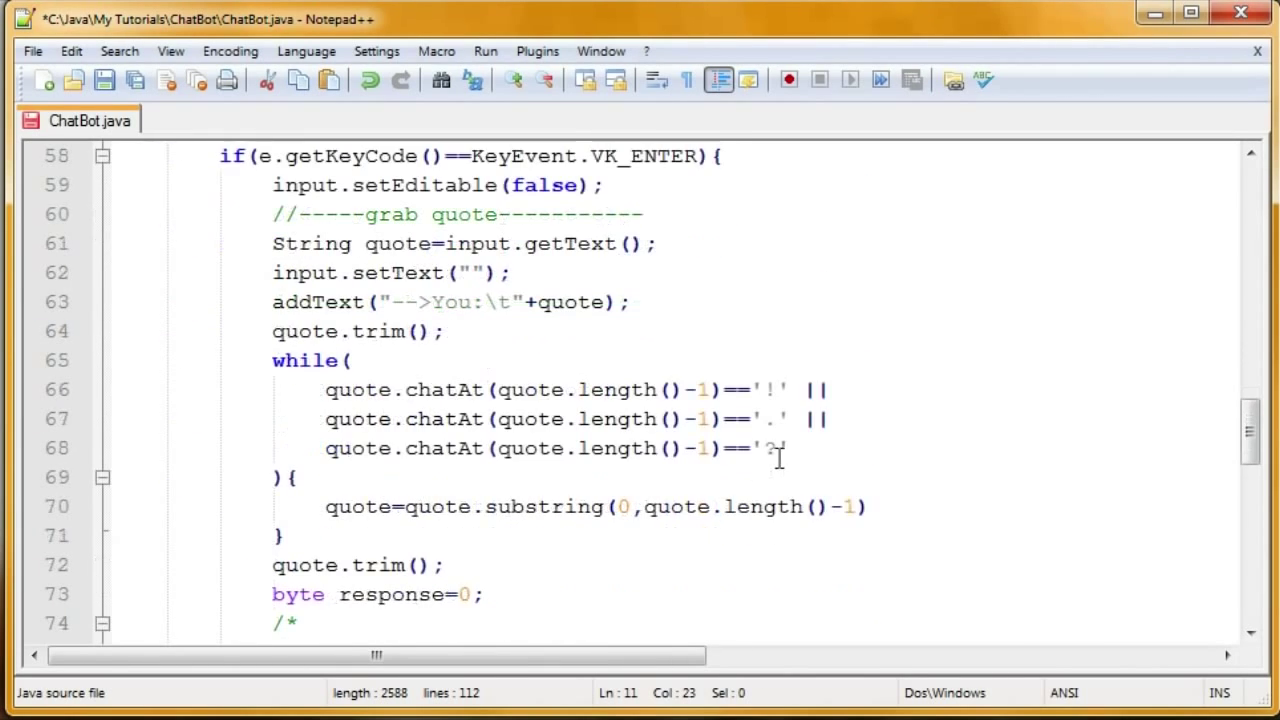 *C:\Java\My Tutorials\ChatBot\ChatBot.java - Notepad++
File Edit Search View Encoding Language Settings Macro Run Plugins Window ? X
ChatBot.java
58 if(e.getKeyCode()==KeyEvent.VK_ENTER){
59 input.setEditable(false);
60 //-----grab quote-----------
61 String quote=input.getText();
62 input.setText("");
63 addText("-->You:\t"+quote);
64 quote.trim();
65 while(
66 quote.chatAt(quote.length()-1)=='!' ||
67 quote.chatAt(quote.length()-1)=='.' ||
68 quote.chatAt(quote.length()-1)=='?'
69 ){
70 quote=quote.substring(0,quote.length()-1)
71 }
72 quote.trim();
73 byte response=0;
74 /*
Java source file length : 2588 lines : 112 Ln : 11 Col : 23 Sel : 0 Dos\Windows ANSI INS